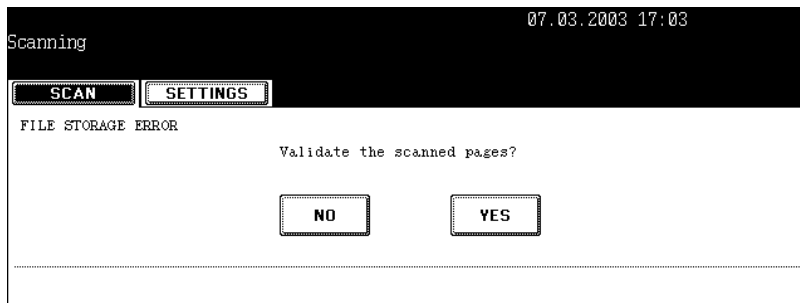 07.03.2003 17:03
Scanning
SCAN SETTINGS
FILE STORAGE ERROR
Validate the scanned pages?
NO YES